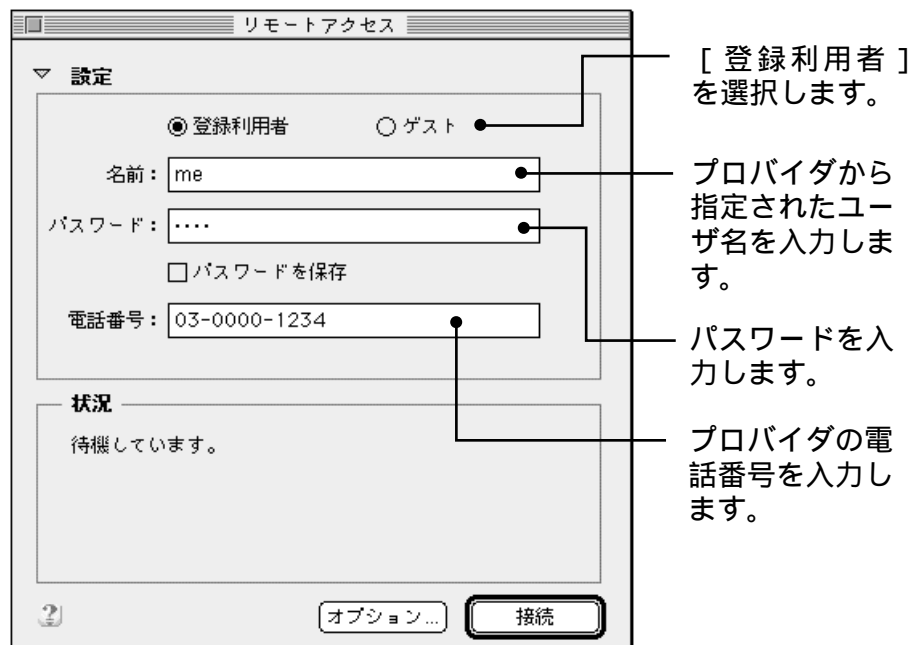 リモートアクセス
設定
登録利用者 ゲスト
名前： me
パスワード： ････
パスワードを保存
電話番号： 03-0000-1234
状況
待機しています。
オプション... 接続
［登録利用者］
を選択します。
プロバイダから
指定されたユー
ザ名を入力しま
す。
パスワードを入
力します。
プロバイダの電
話番号を入力し
ます。